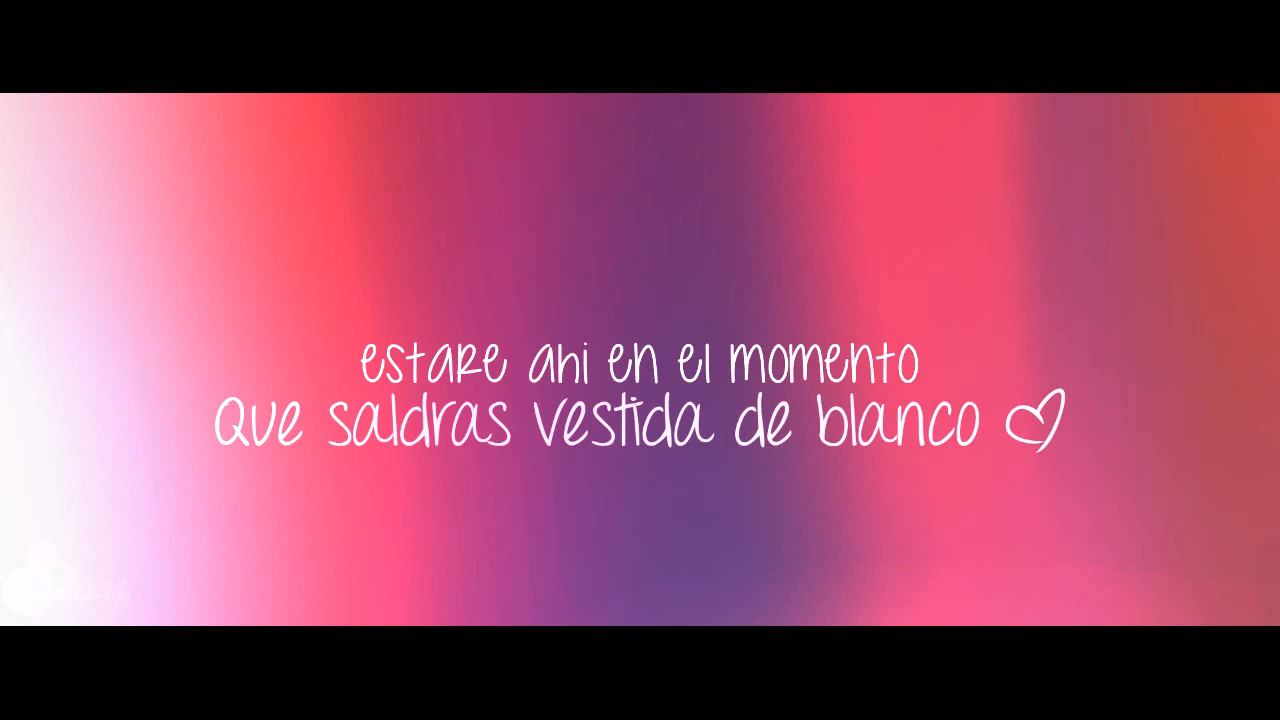 estare ahi en el momento
Que saldras vestida de blanco ♡